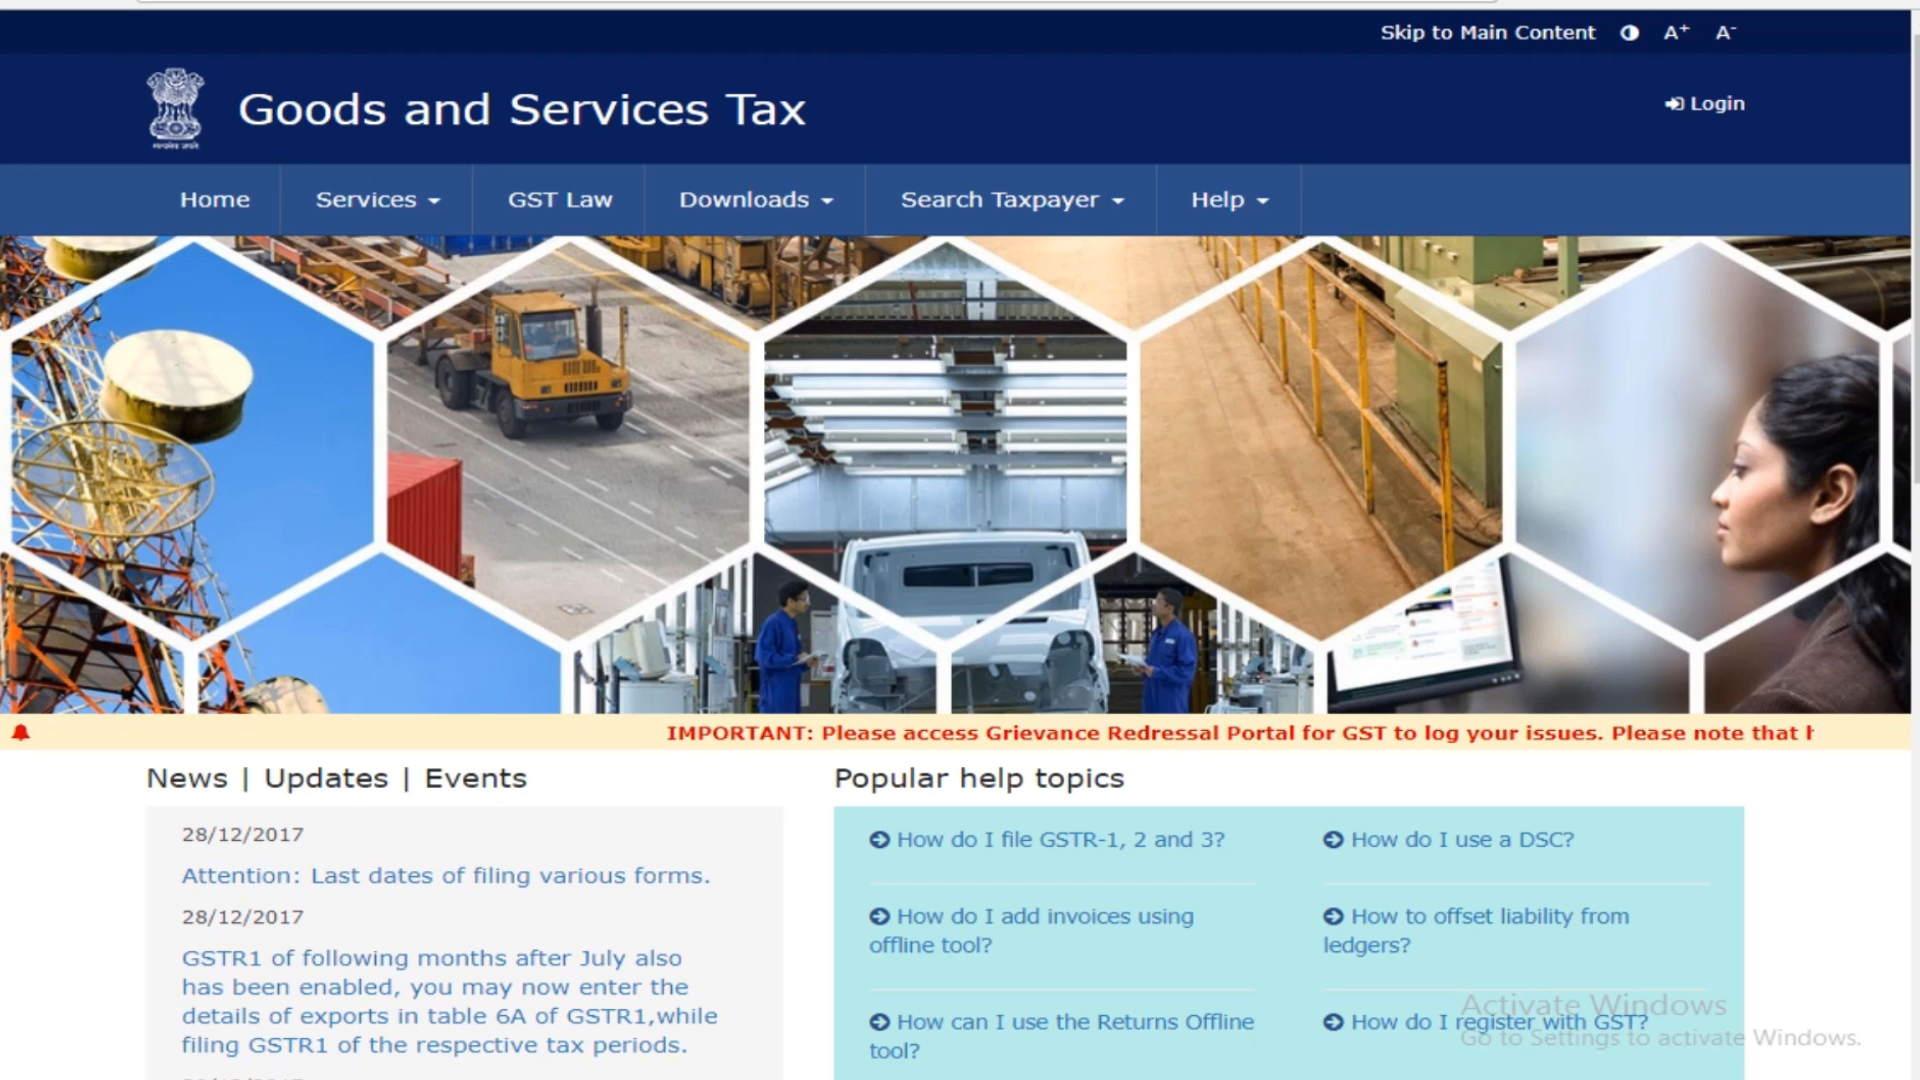 Skip to Main Content A+ A-
Goods and Services Tax
Login
Home Services GST Law Downloads Search Taxpayer Help
IMPORTANT: Please access Grievance Redressal Portal for GST to log your issues. Please note that
News | Updates | Events
28/12/2017
Attention: Last dates of filing various forms.
28/12/2017
GSTR1 of following months after July also
has been enabled, you may now enter the
details of exports in table 6A of GSTR1,while
filing GSTR1 of the respective tax periods.
Popular help topics
How do I file GSTR-1, 2 and 3?
How do I use a DSC?
How do I add invoices using
offline tool?
How to offset liability from
ledgers?
How can I use the Returns Offline
tool?
How do I register with GST?
Activate Windows
Go to Settings to activate Windows.